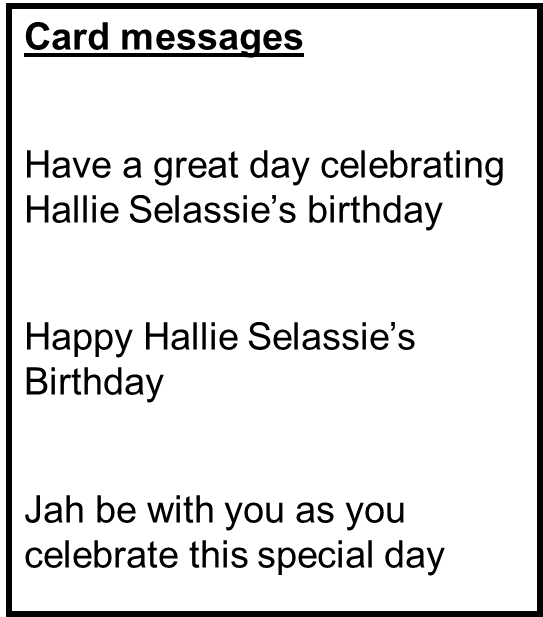 Card messages
Have a great day celebrating
Hallie Selassie’s birthday
Happy Hallie Selassie’s
Birthday
Jah be with you as you
celebrate this special day